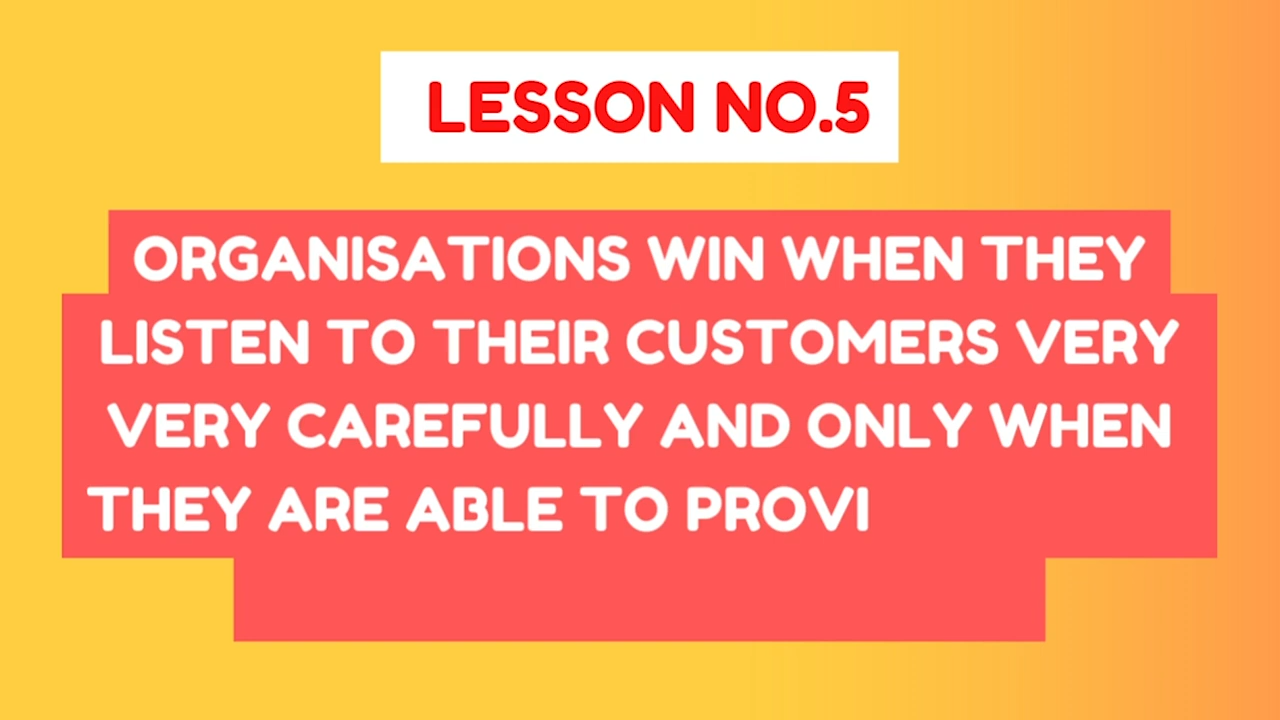 LESSON NO.5
ORGANISATIONS WIN WHEN THEY
LISTEN TO THEIR CUSTOMERS VERY
VERY CAREFULLY AND ONLY WHEN
THEY ARE ABLE TO PROVI